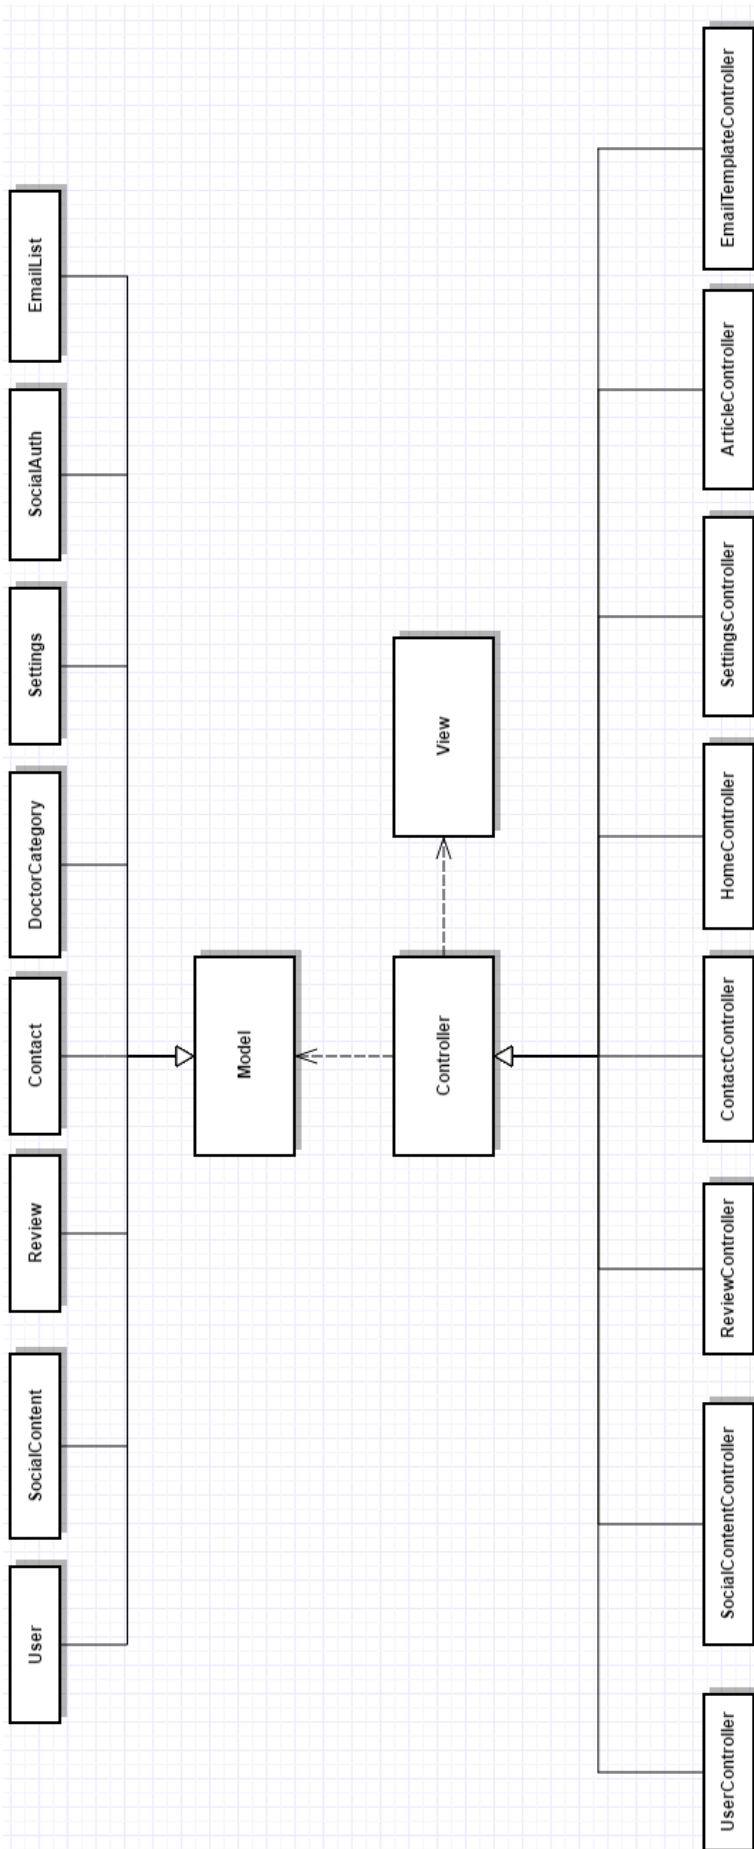 User
SocialContent
Review
Contact
DoctorCategory
Settings
SocialAuth
EmailList
Model
Controller
View
UserController
SocialContentController
ReviewController
ContactController
HomeController
SettingsController
ArticleController
EmailTemplateController